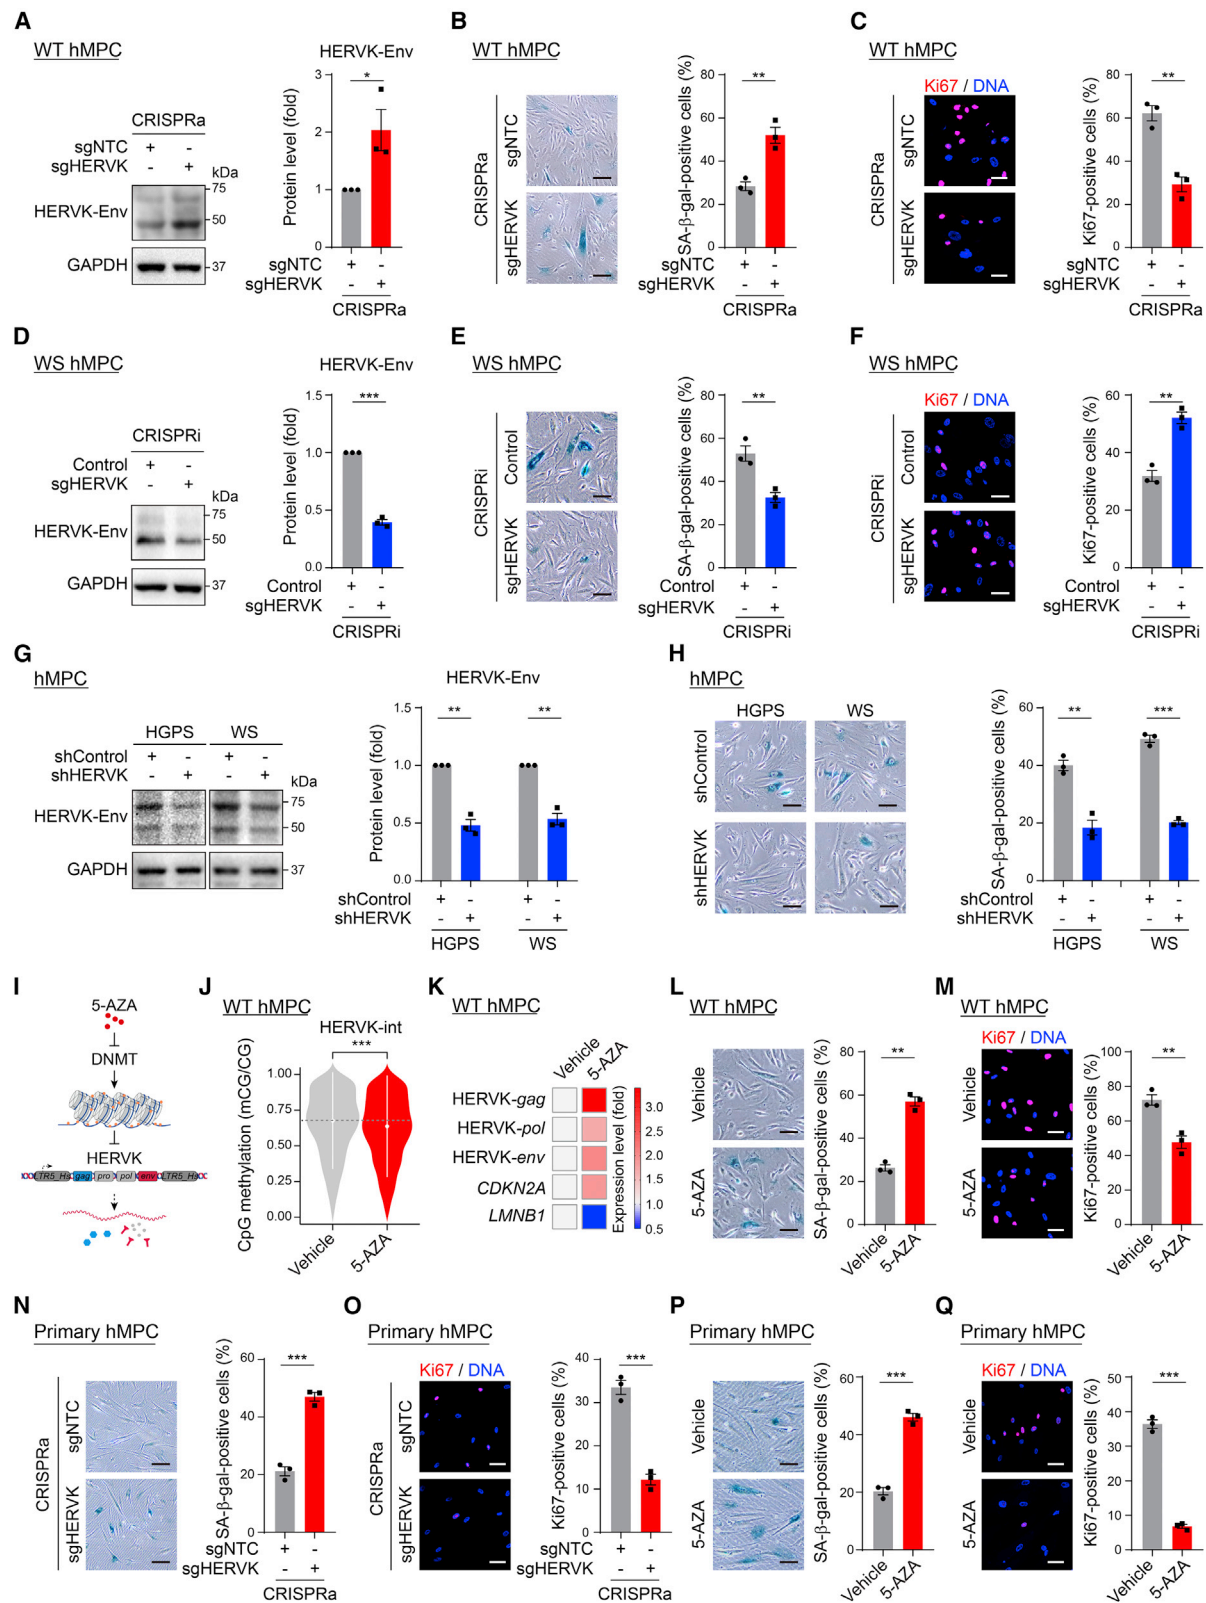 A
WT hMPC
CRISPRa
sgNTC + -
sgHERVK - +
kDa
75
HERVK-Env
50
GAPDH
37
HERVK-Env
Protein level (fold)
3
2
1
0
*
sgNTC + -
sgHERVK - +
CRISPRa
B
WT hMPC
CRISPRa
sgNTC
sgHERVK
SA-β-gal-positive cells (%)
80
60
40
20
0
**
sgNTC + -
sgHERVK - +
CRISPRa
C
WT hMPC
Ki67 / DNA
CRISPRa
sgNTC
sgHERVK
Ki67-positive cells (%)
80
60
40
20
0
**
sgNTC + -
sgHERVK - +
CRISPRa
D
WS hMPC
CRISPRi
Control + -
sgHERVK - +
kDa
75
HERVK-Env
50
GAPDH
37
HERVK-Env
Protein level (fold)
1.5
1.0
0.5
0.0
***
Control + -
sgHERVK - +
CRISPRi
E
WS hMPC
CRISPRi
Control
sgHERVK
SA-β-gal-positive cells (%)
80
60
40
20
0
**
Control + -
sgHERVK - +
CRISPRi
F
WS hMPC
Ki67 / DNA
CRISPRi
Control
sgHERVK
Ki67-positive cells (%)
60
40
20
0
**
Control + -
sgHERVK - +
CRISPRi
G
hMPC
HGPS WS
shControl + - + -
shHERVK - + - +
kDa
75
HERVK-Env
50
GAPDH
37
HERVK-Env
Protein level (fold)
1.5
1.0
0.5
0.0
** **
shControl + - + -
shHERVK - + - +
HGPS WS
H
hMPC
HGPS WS
shControl
shHERVK
SA-β-gal-positive cells (%)
60
40
20
0
** ***
shControl + - + -
shHERVK - + - +
HGPS WS
I
5-AZA
DNMT
HERVK
LTR5_Hs gag pro pol env LTR5_Hs
J
WT hMPC
HERVK-int
***
CpG methylation (mCG/CG)
1.00
0.75
0.50
0.25
0.00
Vehicle
5-AZA
K
WT hMPC
Vehicle
5-AZA
HERVK-gag
HERVK-pol
HERVK-env
CDKN2A
LMNB1
Expression level (fold)
3.0
2.5
2.0
1.5
1.0
0.5
L
WT hMPC
Vehicle
5-AZA
SA-β-gal-positive cells (%)
80
60
40
20
0
**
Vehicle
5-AZA
M
WT hMPC
Ki67 / DNA
Vehicle
5-AZA
Ki67-positive cells (%)
100
80
60
40
20
0
**
Vehicle
5-AZA
N
Primary hMPC
CRISPRa
sgNTC
sgHERVK
SA-β-gal-positive cells (%)
60
40
20
0
***
sgNTC + -
sgHERVK - +
CRISPRa
O
Primary hMPC
Ki67 / DNA
CRISPRa
sgNTC
sgHERVK
Ki67-positive cells (%)
40
30
20
10
0
***
sgNTC + -
sgHERVK - +
CRISPRa
P
Primary hMPC
Vehicle
5-AZA
SA-β-gal-positive cells (%)
60
40
20
0
***
Vehicle
5-AZA
Q
Primary hMPC
Ki67 / DNA
Vehicle
5-AZA
Ki67-positive cells (%)
50
40
30
20
10
0
***
Vehicle
5-AZA